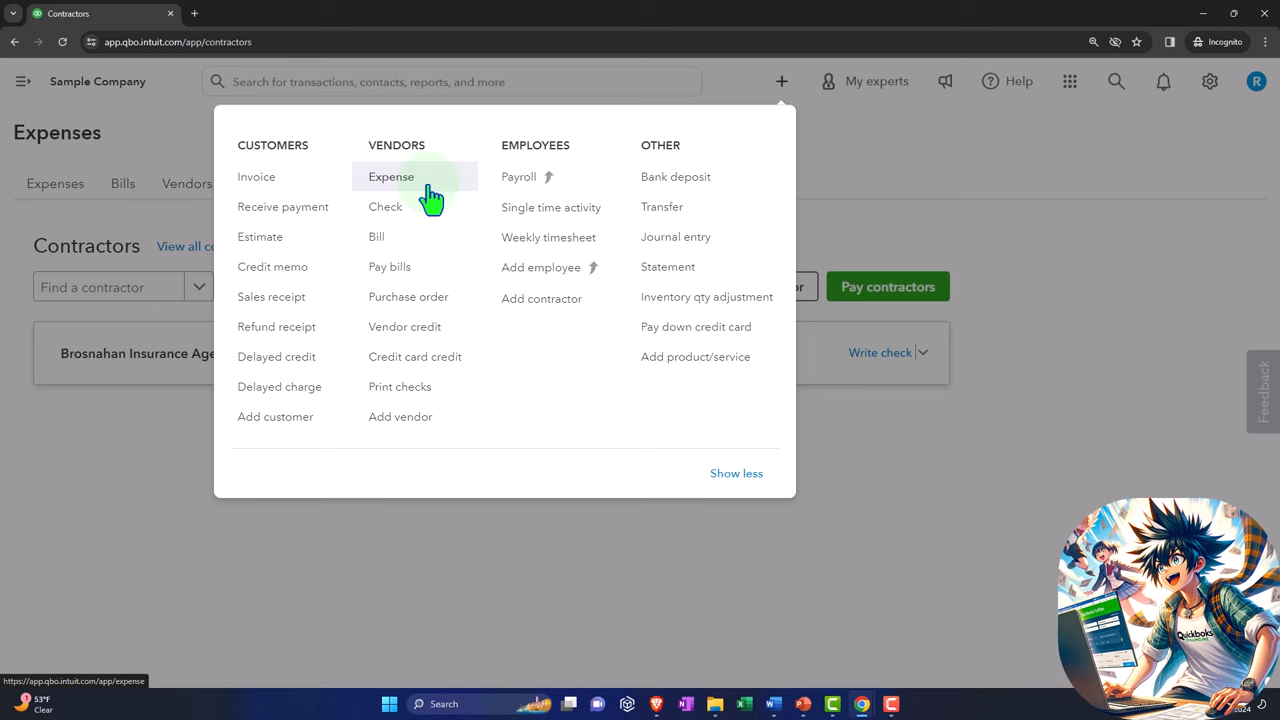 Contractors
app.qbo.intuit.com/app/contractors
Incognito
Sample Company
Search for transactions, contacts, reports, and more
My experts
Help
R
Expenses
Expenses Bills Vendors
Contractors View all co
Find a contractor
or
Pay contractors
Brosnahan Insurance Age
Write check
CUSTOMERS
Invoice
Receive payment
Estimate
Credit memo
Sales receipt
Refund receipt
Delayed credit
Delayed charge
Add customer
VENDORS
Expense
Check
Bill
Pay bills
Purchase order
Vendor credit
Credit card credit
Print checks
Add vendor
EMPLOYEES
Payroll
Single time activity
Weekly timesheet
Add employee
Add contractor
OTHER
Bank deposit
Transfer
Journal entry
Statement
Inventory qty adjustment
Pay down credit card
Add product/service
Show less
Feedback
https://app.qbo.intuit.com/app/expense
53°F
Clear
Search